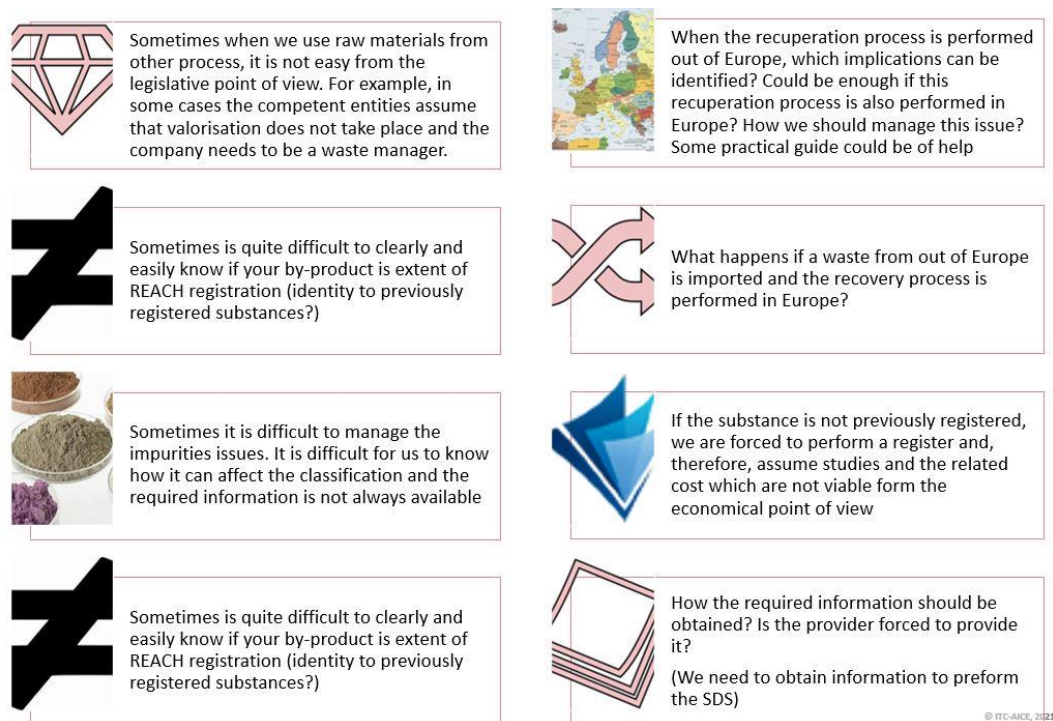 Sometimes when we use raw materials from
other process, it is not easy from the
legislative point of view. For example, in
some cases the competent entities assume
that valorisation does not take place and the
company needs to be a waste manager.
When the recuperation process is performed
out of Europe, which implications can be
identified? Could be enough if this
recuperation process is also performed in
Europe? How we should manage this issue?
Some practical guide could be of help
Sometimes is quite difficult to clearly and
easily know if your by-product is extent of
REACH registration (identity to previously
registered substances?)
What happens if a waste from out of Europe
is imported and the recovery process is
performed in Europe?
Sometimes it is difficult to manage the
impurities issues. It is difficult for us to know
how it can affect the classification and the
required information is not always available
If the substance is not previously registered,
we are forced to perform a register and,
therefore, assume studies and the related
cost which are not viable form the
economical point of view
Sometimes is quite difficult to clearly and
easily know if your by-product is extent of
REACH registration (identity to previously
registered substances?)
How the required information should be
obtained? Is the provider forced to provide
it?
(We need to obtain information to preform
the SDS)
© ITC-AICE, 2021